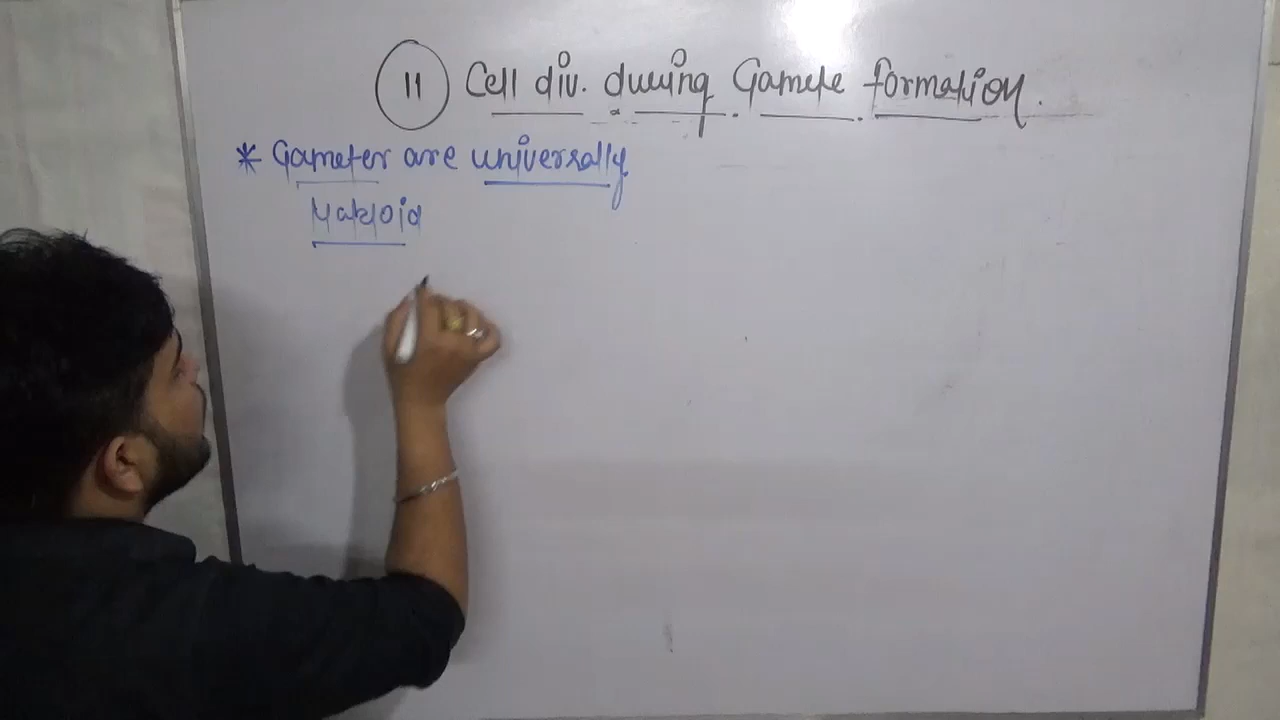 11 Cell div. during Gamete formation.
* Gametes are universally
Haploid